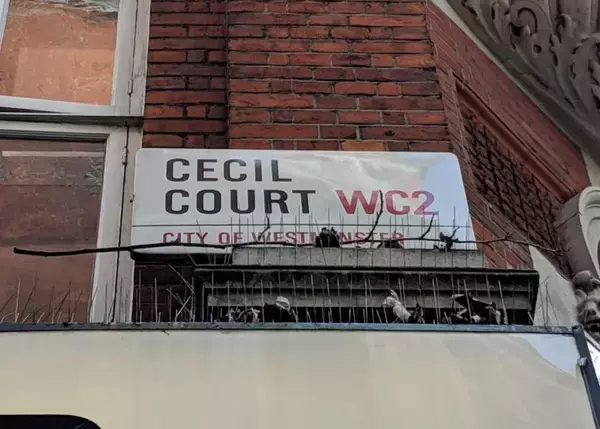 CECIL
COURT WC2
CITY OF WESTMINSTER